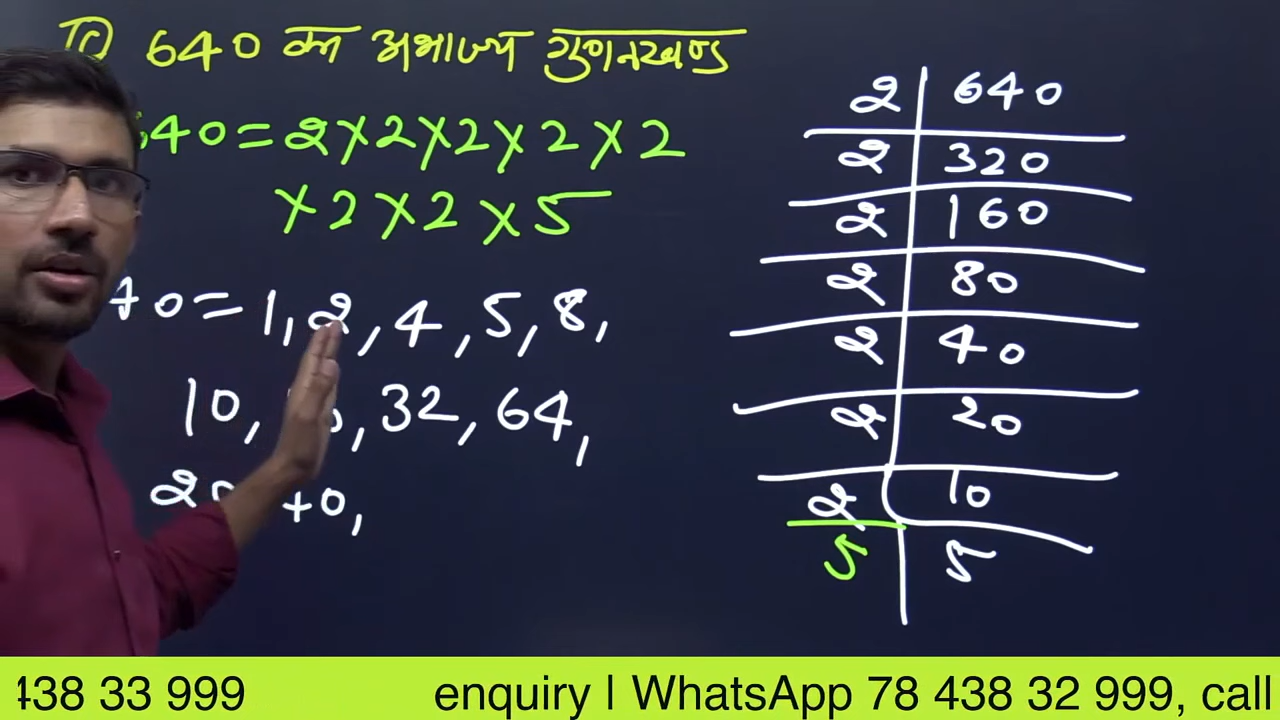 640 का अभाज्य गुणनखण्ड
640 = 2 × 2 × 2 × 2 × 2
× 2 × 2 × 5
40 = 1, 2, 4, 5, 8,
10, 32, 64,
20, 40,
2 | 640
2 | 320
2 | 160
2 | 80
2 | 40
2 | 20
2 | 10
5 | 5
438 33 999 enquiry | WhatsApp 78 438 32 999, call